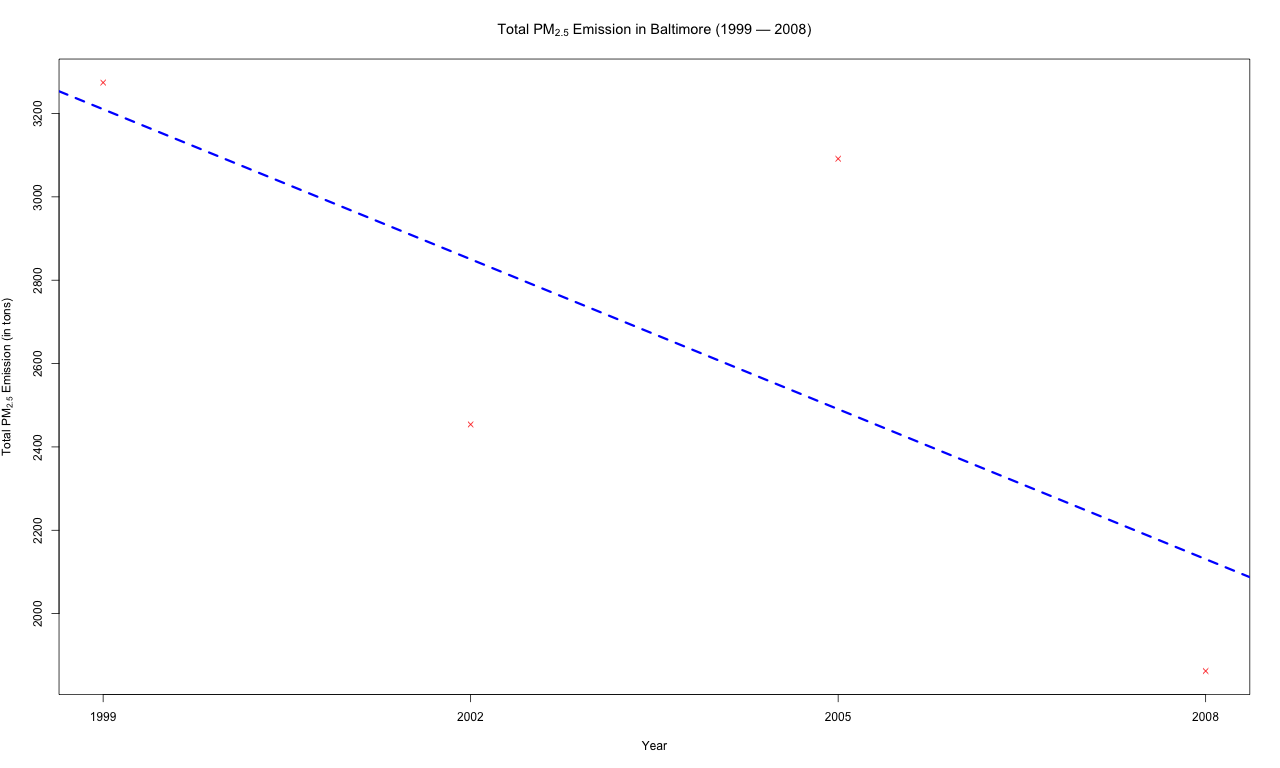 Total PM2.5 Emission in Baltimore (1999 — 2008)
Total PM2.5 Emission (in tons)
3200
3000
2800
2600
2400
2200
2000
1999 2002 2005 2008
Year